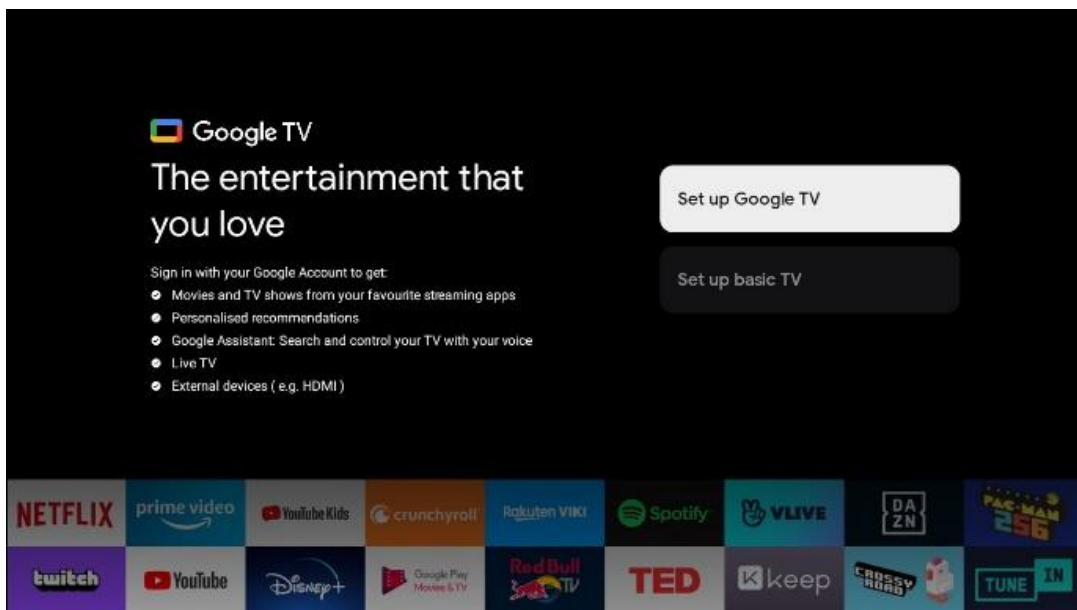 Google TV
The entertainment that
you love
Sign in with your Google Account to get:
Movies and TV shows from your favourite streaming apps
Personalised recommendations
Google Assistant: Search and control your TV with your voice
Live TV
External devices ( e.g. HDMI )
Set up Google TV
Set up basic TV
NETFLIX
prime video
YouTube Kids
crunchyroll
Rakuten VIKI
Spotify
VLIVE
DA
ZN
PAC-MAN
256
twitch
YouTube
Disney+
Google Play
Movies & TV
Red Bull
TV
TED
keep
CROSSY
ROAD
TUNE IN